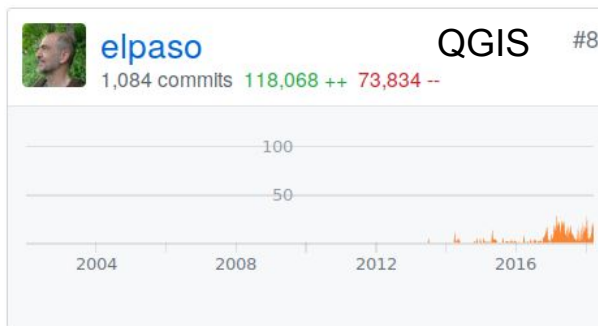 elpaso QGIS #8
1,084 commits 118,068 ++ 73,834 --
100
50
2004 2008 2012 2016